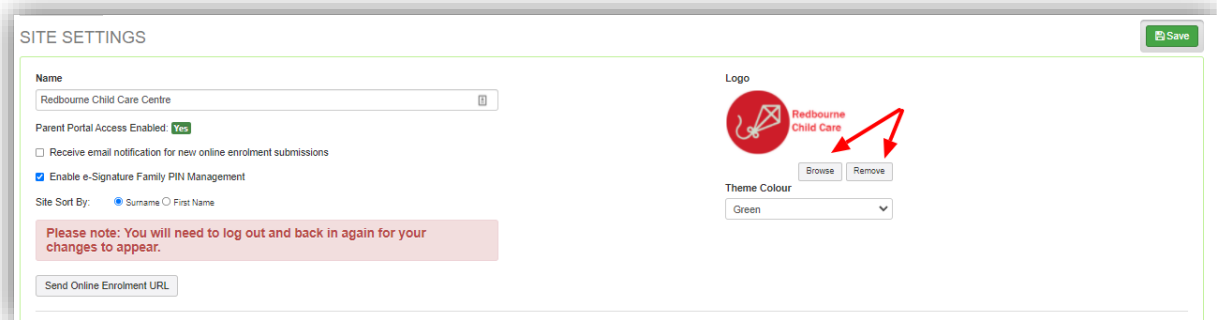 SITE SETTINGS
Save
Name
Redbourne Child Care Centre
Parent Portal Access Enabled: Yes
Receive email notification for new online enrolment submissions
Enable e-Signature Family PIN Management
Site Sort By: Surname First Name
Please note: You will need to log out and back in again for your
changes to appear.
Send Online Enrolment URL
Logo
Redbourne
Child Care
Browse Remove
Theme Colour
Green